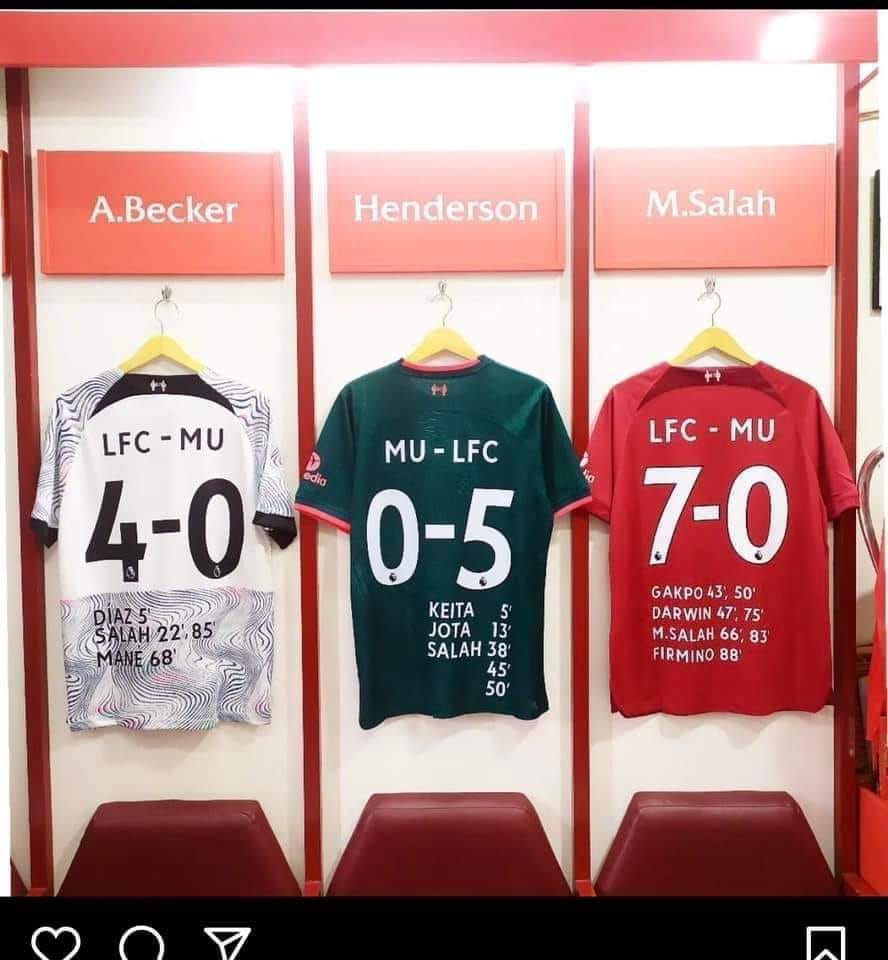 A.Becker
Henderson
M.Salah
LFC - MU
4-0
DÍAZ 5'
SALAH 22', 85'
MANE 68'
MU - LFC
0-5
KEITA 5'
JOTA 13'
SALAH 38'
45'
50'
edia
LFC - MU
7-0
GAKPO 43', 50'
DARWIN 47', 75'
M.SALAH 66', 83'
FIRMINO 88'